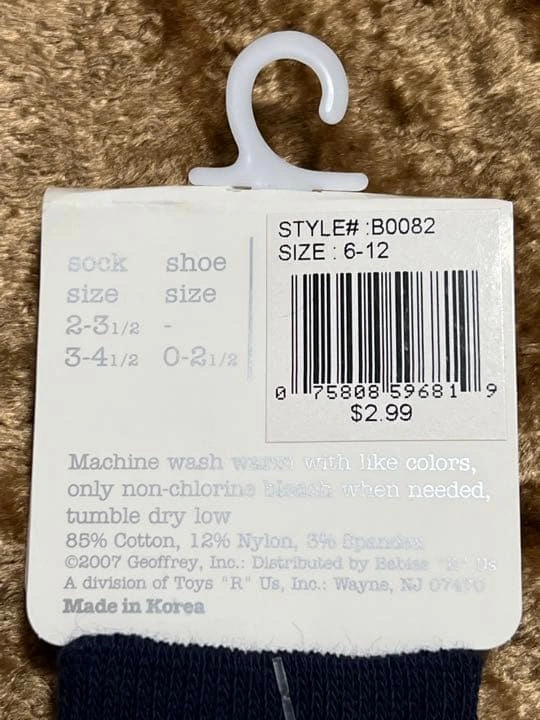 sock shoe
size size
2-3 1/2 -
3-4 1/2 0-2 1/2
STYLE# :B0082
SIZE : 6-12
0 75808 59681 9
$2.99
Machine wash warm with like colors,
only non-chlorine bleach when needed,
tumble dry low
85% Cotton, 12% Nylon, 3% Spandex
©2007 Geoffrey, Inc.: Distributed by Babies "R" Us
A division of Toys "R" Us, Inc.: Wayne, NJ 07470
Made in Korea